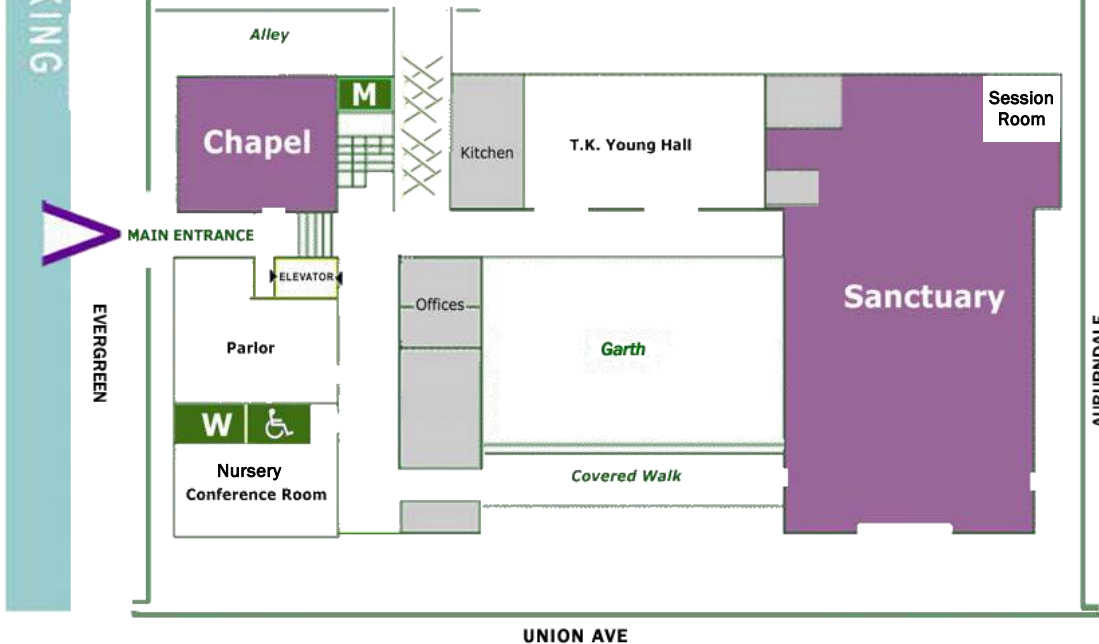 KING
Alley
M
Chapel
Kitchen
T.K. Young Hall
Session
Room
MAIN ENTRANCE
ELEVATOR
Offices
Sanctuary
EVERGREEN
Parlor
Garth
W
Nursery
Conference Room
Covered Walk
AUBURNDALE
UNION AVE